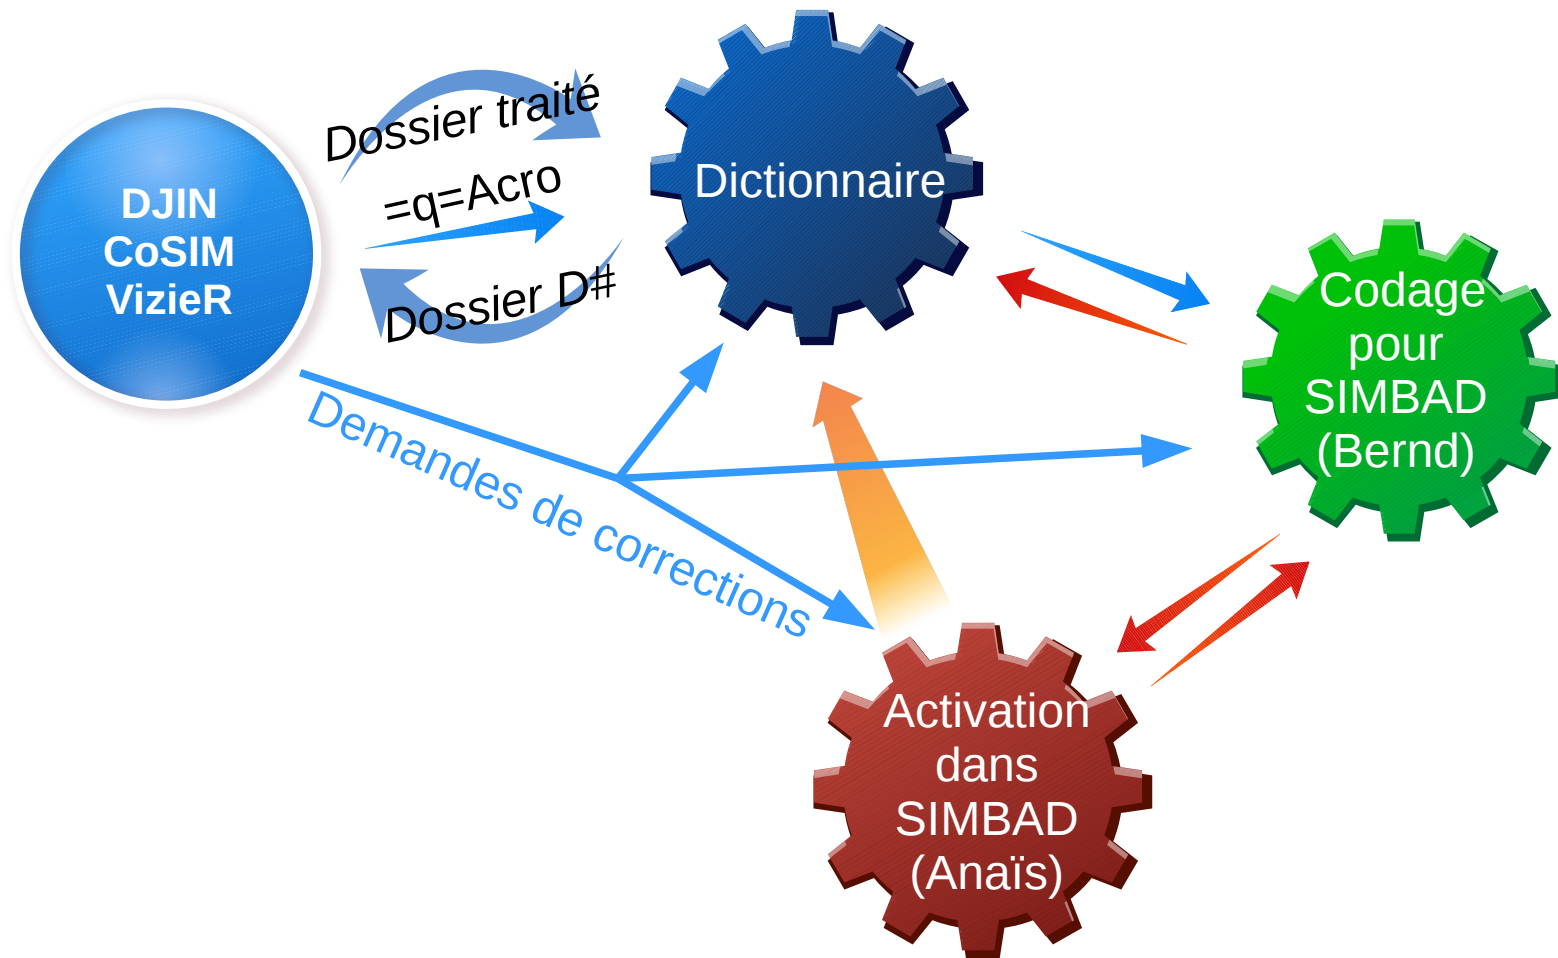 DJIN
CoSIM
VizieR
Dossier traité
=q=Acro
Dossier D#
Dictionnaire
Codage
pour
SIMBAD
(Bernd)
Demandes de corrections
Activation
dans
SIMBAD
(Anaïs)